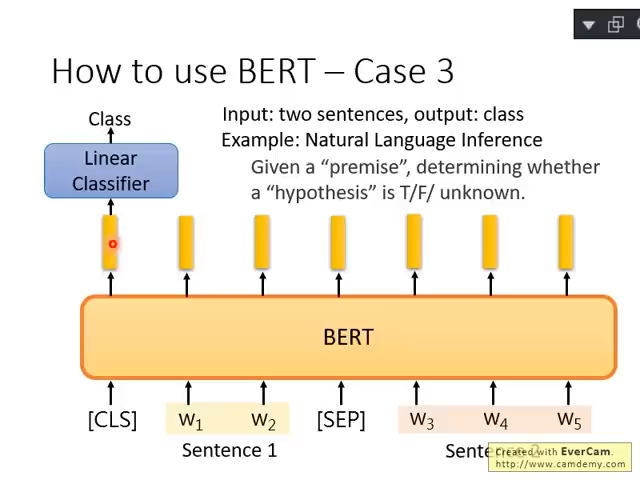 How to use BERT – Case 3
Class
Input: two sentences, output: class
Example: Natural Language Inference
Linear
Classifier
Given a “premise”, determining whether
a “hypothesis” is T/F/ unknown.
BERT
[CLS] w1 w2 [SEP] w3 w4 w5
Sentence 1
Sentence 2
Created with EverCam.
http://www.camdemy.com